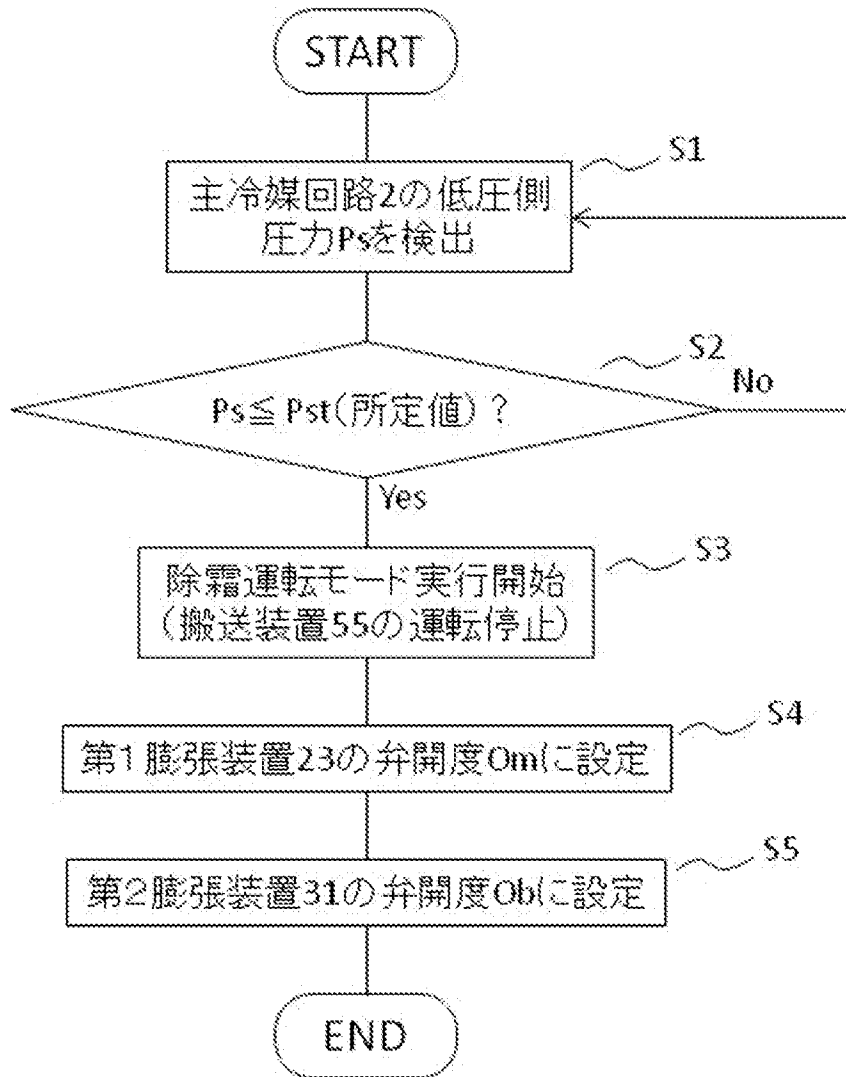 START
S1
主冷媒回路2の低圧側
圧力Psを検出
S2
Ps≦Pst(所定値)?
No
Yes
S3
除霜運転モード実行開始
(搬送装置55の運転停止)
S4
第1膨張装置23の弁開度Omに設定
S5
第2膨張装置31の弁開度Obに設定
END